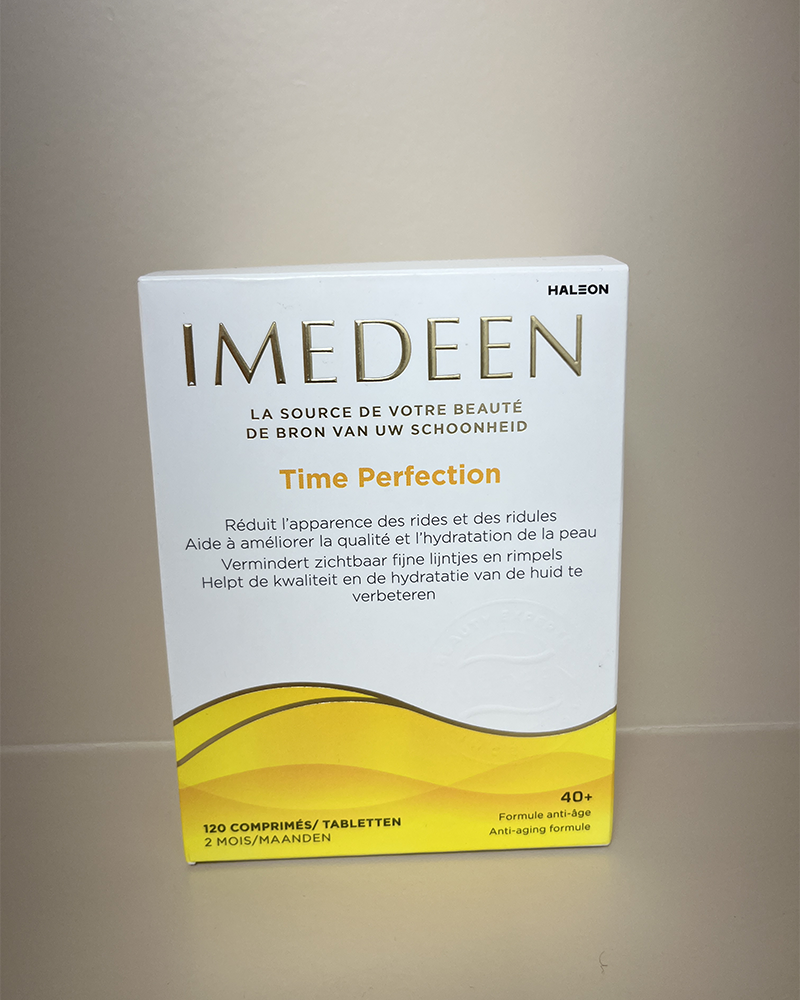 HALEON
IMEDEEN
LA SOURCE DE VOTRE BEAUTÉ
DE BRON VAN UW SCHOONHEID
Time Perfection
Réduit l'apparence des rides et des ridules
Aide à améliorer la qualité et l'hydratation de la peau
Vermindert zichtbaar fijne lijntjes en rimpels
Helpt de kwaliteit en de hydratatie van de huid te
verbeteren
40+
Formule anti-âge
Anti-aging formule
120 COMPRIMÉS/ TABLETTEN
2 MOIS/MAANDEN